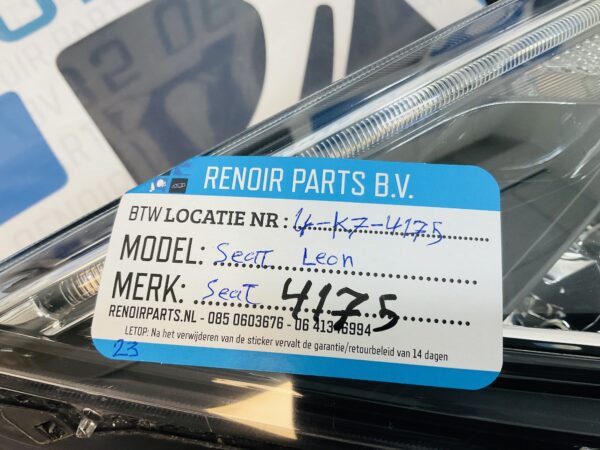 RENOIR PARTS B.V.
BTW LOCATIE NR: 4-K7-4175
MODEL: Seat Leon
MERK: Seat 4175
RENOIRPARTS.NL - 085 0603676 - 06 41346994
LETOP: Na het verwijderen van de sticker vervalt de garantie/retourbeleid van 14 dagen
23